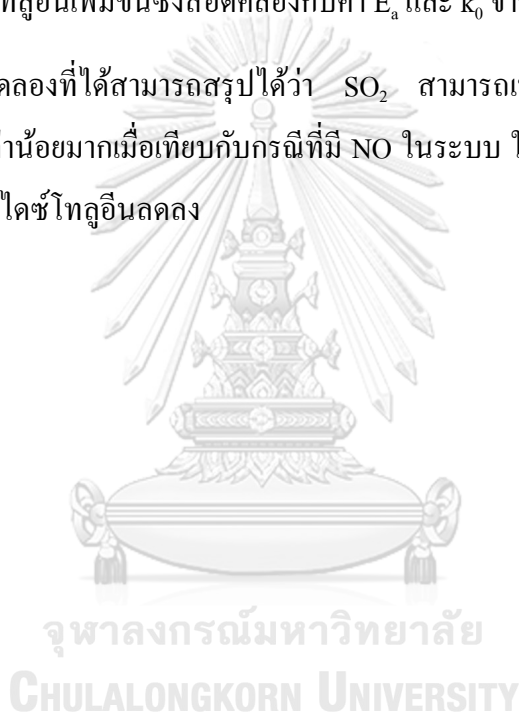 ทลูอีนเพิ่มขึ้นซึ่งสอดคล้องกับค่า Eₐ และ k₀
ดลองที่ได้สามารถสรุปได้ว่า SO₂ สามารถ
าน้อยมากเมื่อเทียบกับกรณีที่มี NO ในระบบ
ไดซ์โทลูอีนลดลง
จุฬาลงกรณ์มหาวิทยาลัย
CHULALONGKORN UNIVERSITY